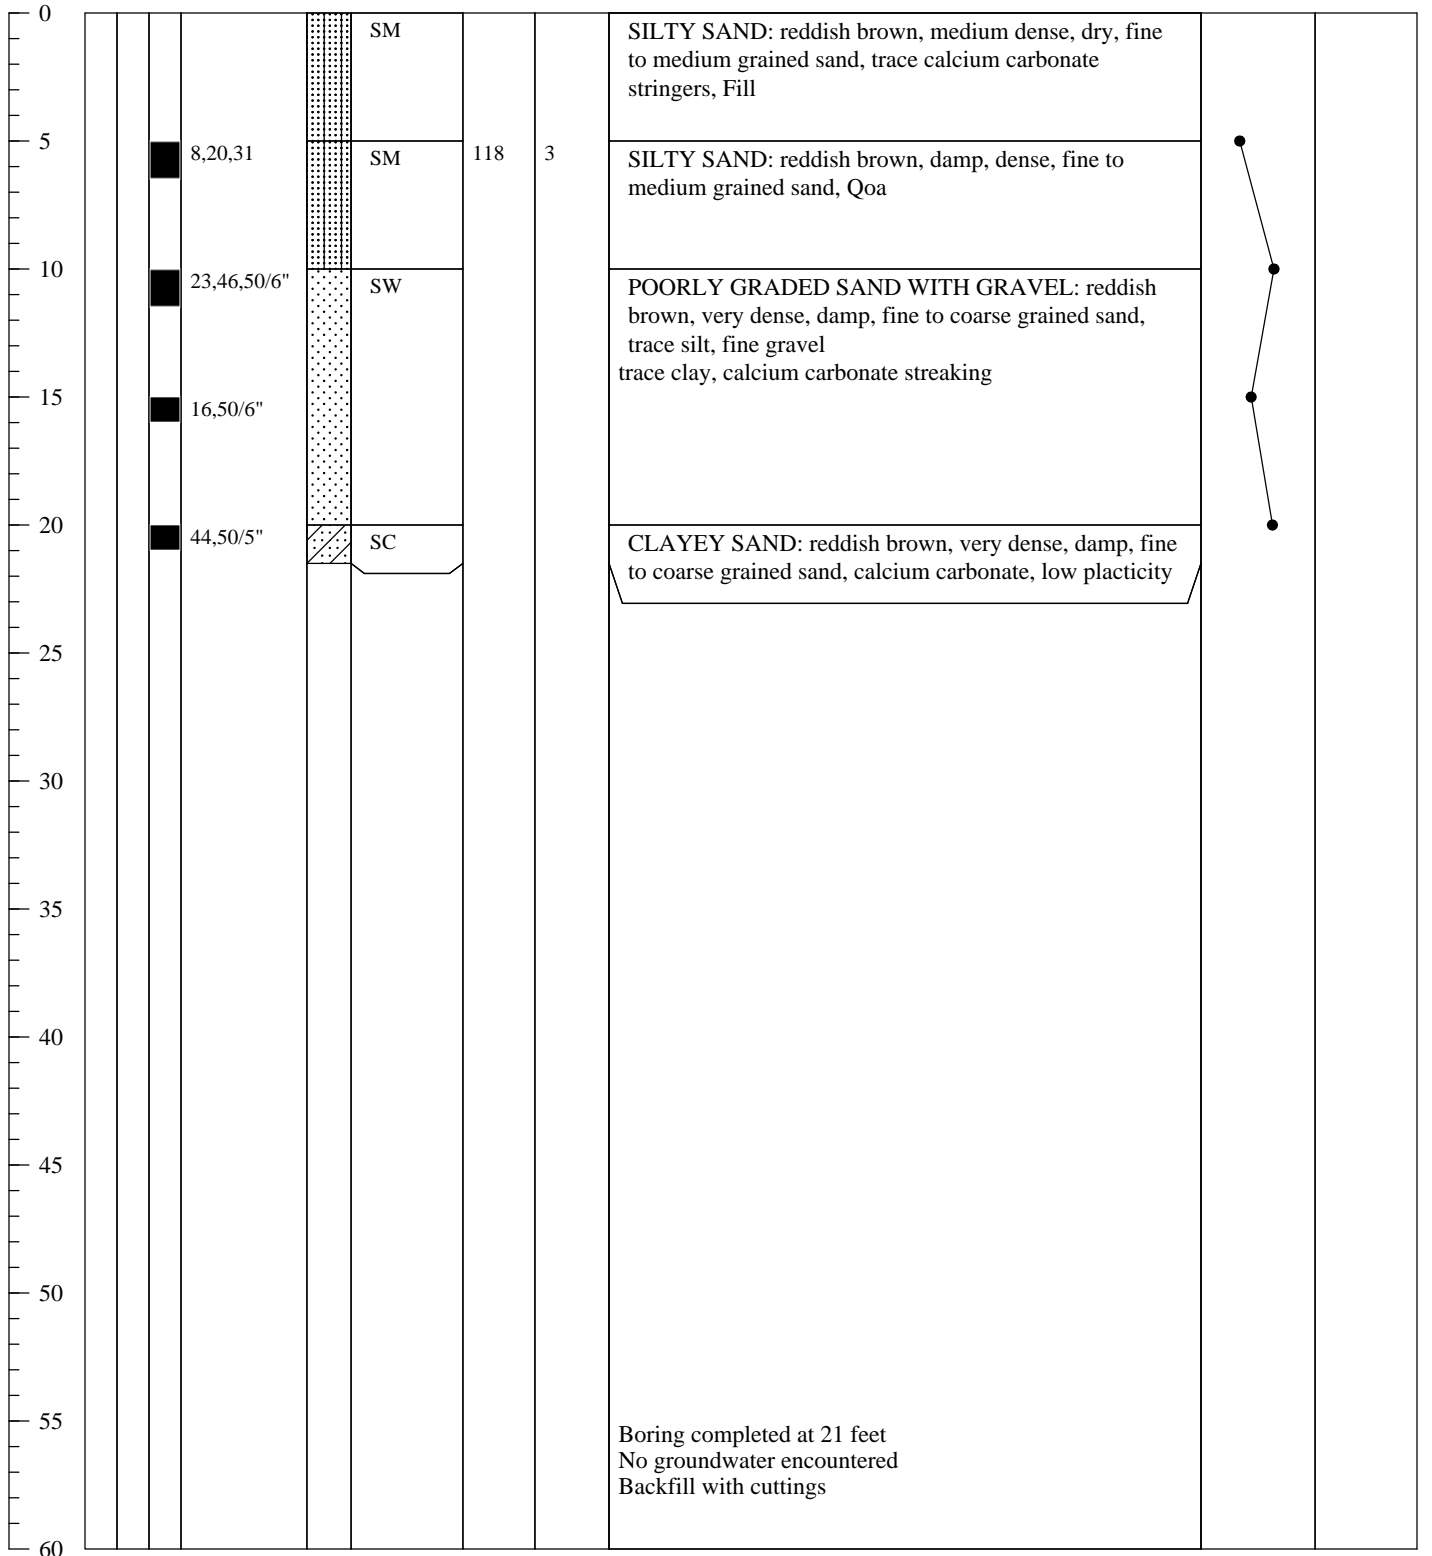 0
SM
SILTY SAND: reddish brown, medium dense, dry, fine
to medium grained sand, trace calcium carbonate
stringers, Fill
5
8,20,31
SM
118
3
SILTY SAND: reddish brown, damp, dense, fine to
medium grained sand, Qoa
10
23,46,50/6"
SW
POORLY GRADED SAND WITH GRAVEL: reddish
brown, very dense, damp, fine to coarse grained sand,
trace silt, fine gravel
trace clay, calcium carbonate streaking
15
16,50/6"
20
44,50/5"
SC
CLAYEY SAND: reddish brown, very dense, damp, fine
to coarse grained sand, calcium carbonate, low placticity
25
30
35
40
45
50
55
Boring completed at 21 feet
No groundwater encountered
Backfill with cuttings
60